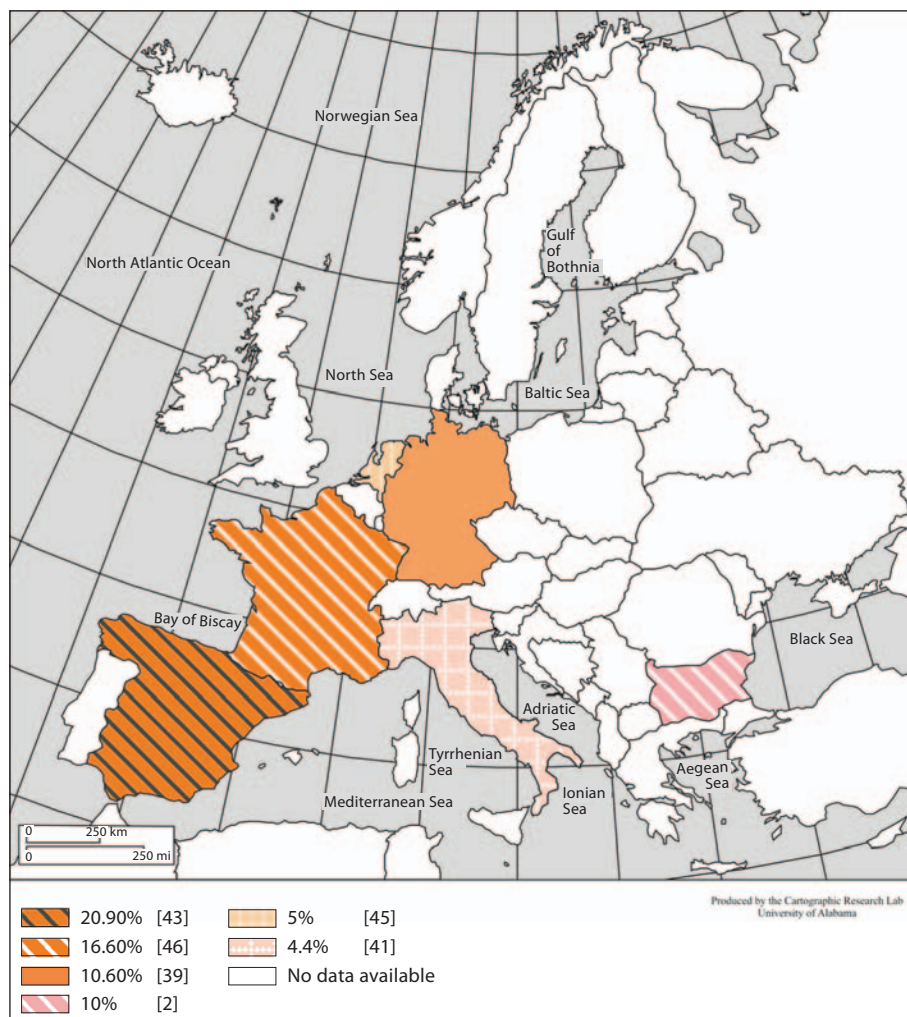 Norwegian Sea
Gulf
of
Bothnia
North Atlantic Ocean
North Sea
Baltic Sea
Bay of Biscay
Black Sea
Adriatic
Sea
Tyrrhenian
Sea
Aegean
Sea
Mediterranean Sea
Ionian
Sea
0 250 km
0 250 mi
Produced by the Cartographic Research Lab
University of Alabama
20.90% [43]
16.60% [46]
10.60% [39]
10% [2]
5% [45]
4.4% [41]
No data available